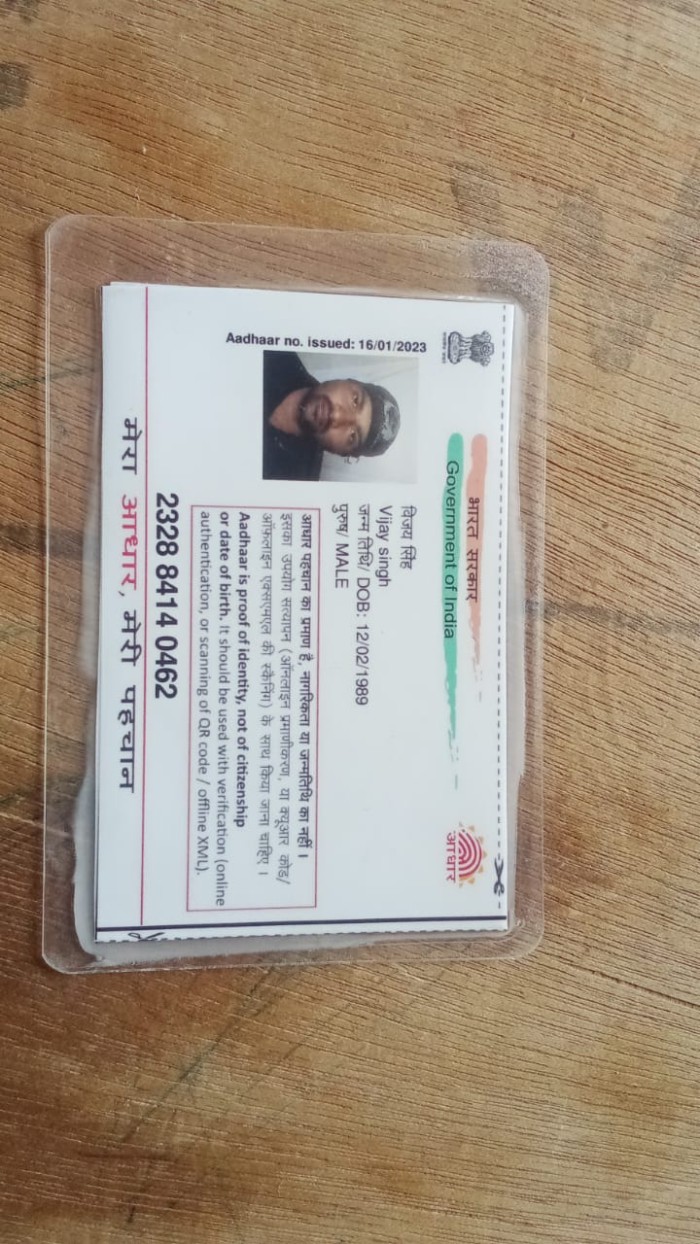 भारत सरकार
Government of India
Aadhaar no. issued: 16/01/2023
विजय सिंह
Vijay singh
जन्म तिथि/ DOB: 12/02/1989
पुरुष/ MALE
आधार पहचान का प्रमाण है, नागरिकता या जन्मतिथि का नहीं ।
इसका उपयोग सत्यापन (ऑनलाइन प्रमाणीकरण, या क्यूआर कोड/
ऑफलाइन एक्सएमएल की स्कैनिंग) के साथ किया जाना चाहिए ।
Aadhaar is proof of identity, not of citizenship
or date of birth. It should be used with verification (online
authentication, or scanning of QR code / offline XML).
2328 8414 0462
मेरा आधार, मेरी पहचान
आधार